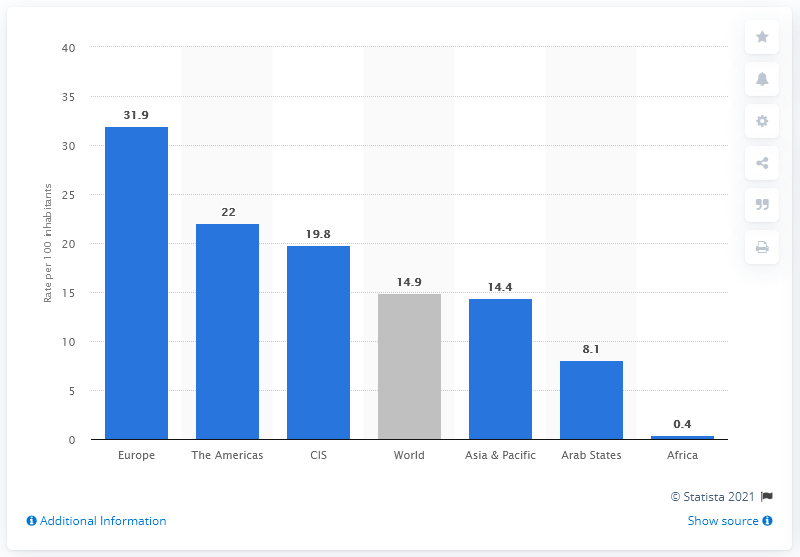 40
35
30
25
20
15
10
5
0
Rate per 100 inhabitants
31.9
22
19.8
14.9
14.4
8.1
0.4
Europe
The Americas
CIS
World
Asia & Pacific
Arab States
Africa
© Statista 2021
Additional Information
Show source